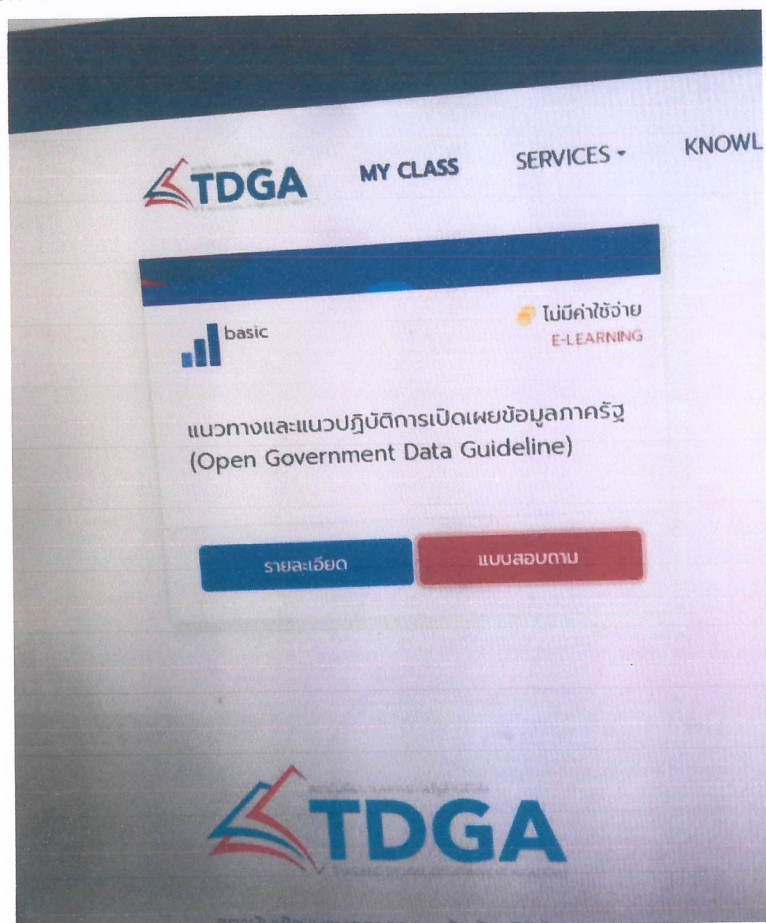 TDGA
MY CLASS
SERVICES
KNOWL
basic
ไม่มีค่าใช้จ่าย
E-LEARNING
แนวทางและแนวปฏิบัติการเปิดเผยข้อมูลภาครัฐ
(Open Government Data Guideline)
รายละเอียด
แบบสอบถาม
TDGA